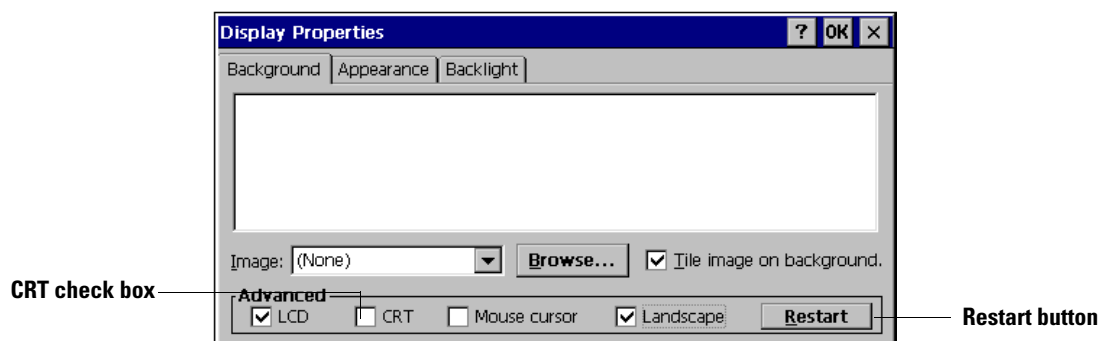 Display Properties ? OK ×
Background Appearance Backlight
Image: (None) Browse... Tile image on background.
CRT check box
Advanced
LCD CRT Mouse cursor Landscape Restart
Restart button